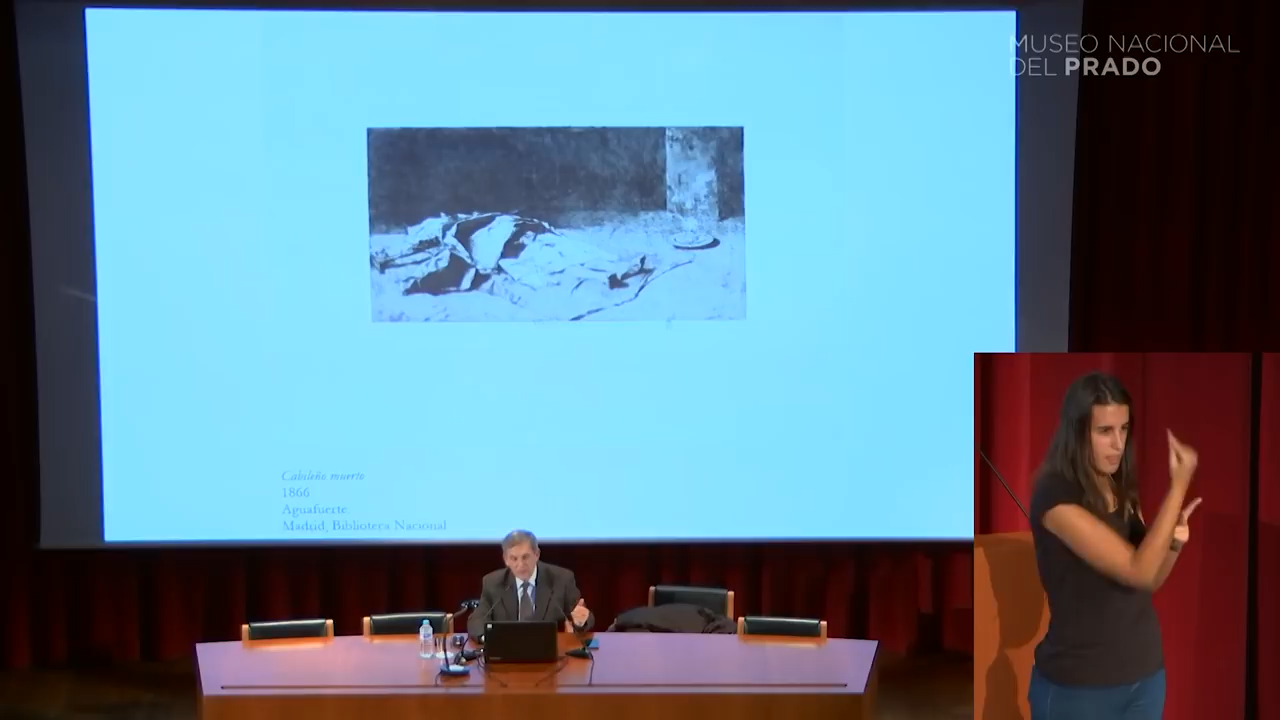 MUSEO NACIONAL
DEL PRADO
Cabileño muerto
1866
Aguafuerte.
Madrid, Biblioteca Nacional